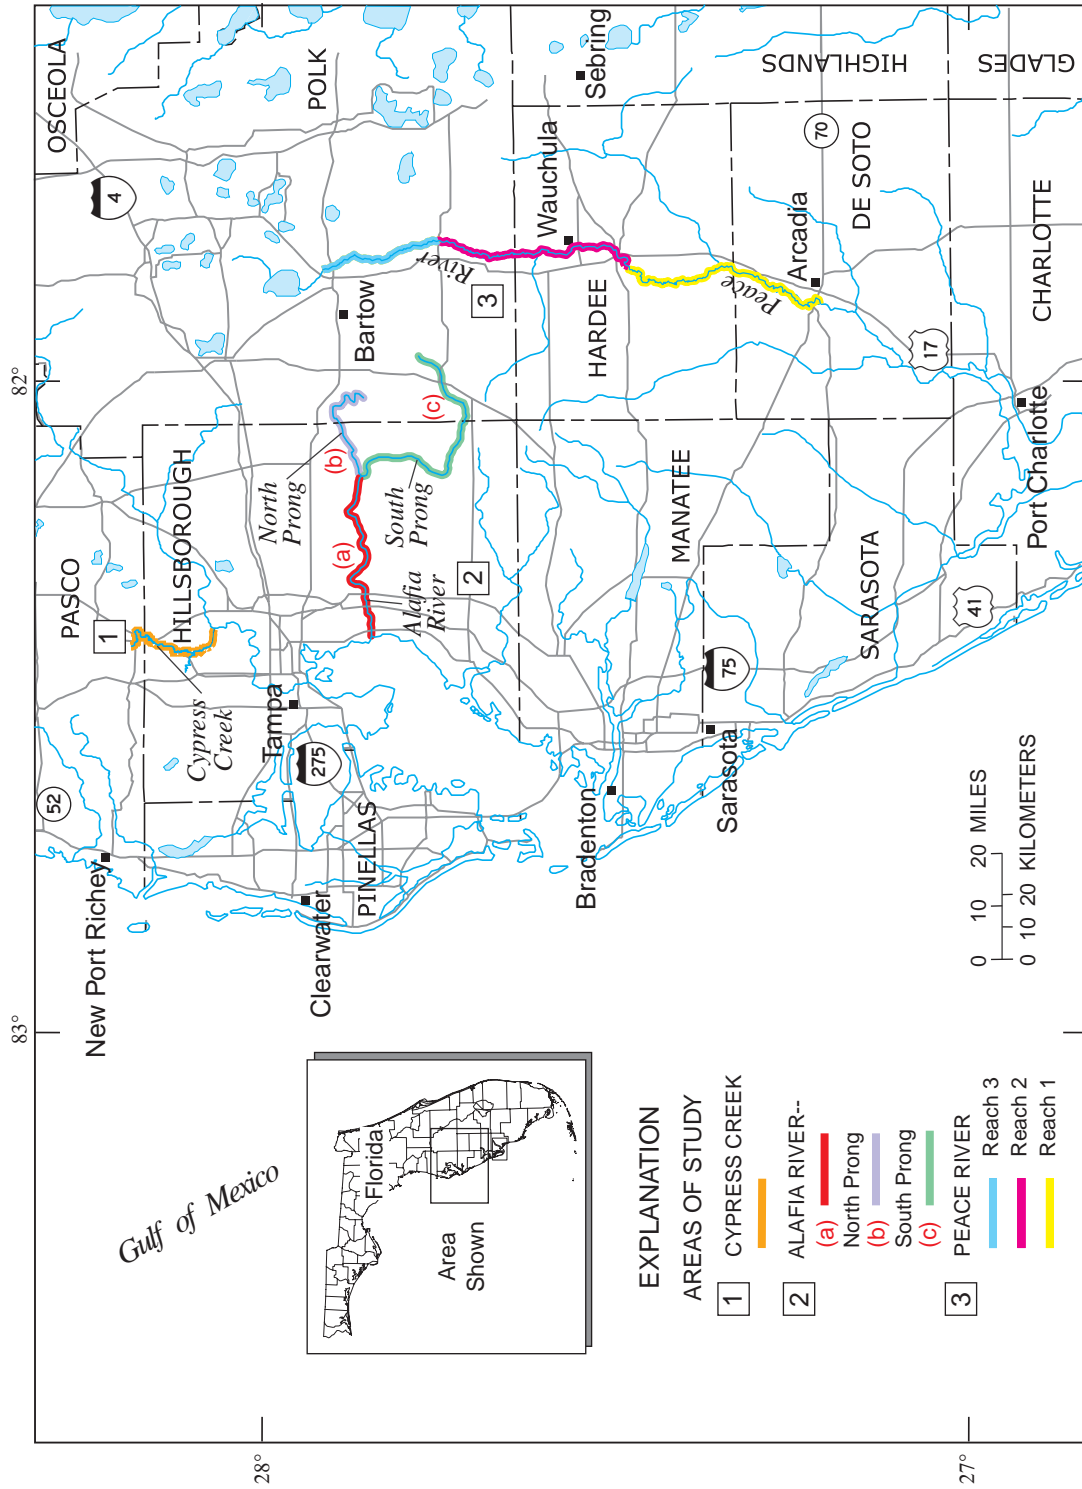 82°
83°
28°
27°
OSCEOLA
POLK
4
PASCO
1
HILLSBOROUGH
52
New Port Richey
Cypress
Creek
Tampa
275
Clearwater
PINELLAS
North
Prong
(b)
(a)
South
Prong
(c)
Alafia
River
2
Bartow
River
3
Wauchula
Sebring
HARDEE
HIGHLANDS
GLADES
Peace
Arcadia
70
DE SOTO
MANATEE
Bradenton
Sarasota
75
SARASOTA
41
17
CHARLOTTE
Port Charlotte
Gulf of Mexico
Florida
Area
Shown
0 10 20 MILES
0 10 20 KILOMETERS
EXPLANATION
AREAS OF STUDY
1 CYPRESS CREEK
2 ALAFIA RIVER--
(a)
North Prong
(b)
South Prong
(c)
3 PEACE RIVER
Reach 3
Reach 2
Reach 1